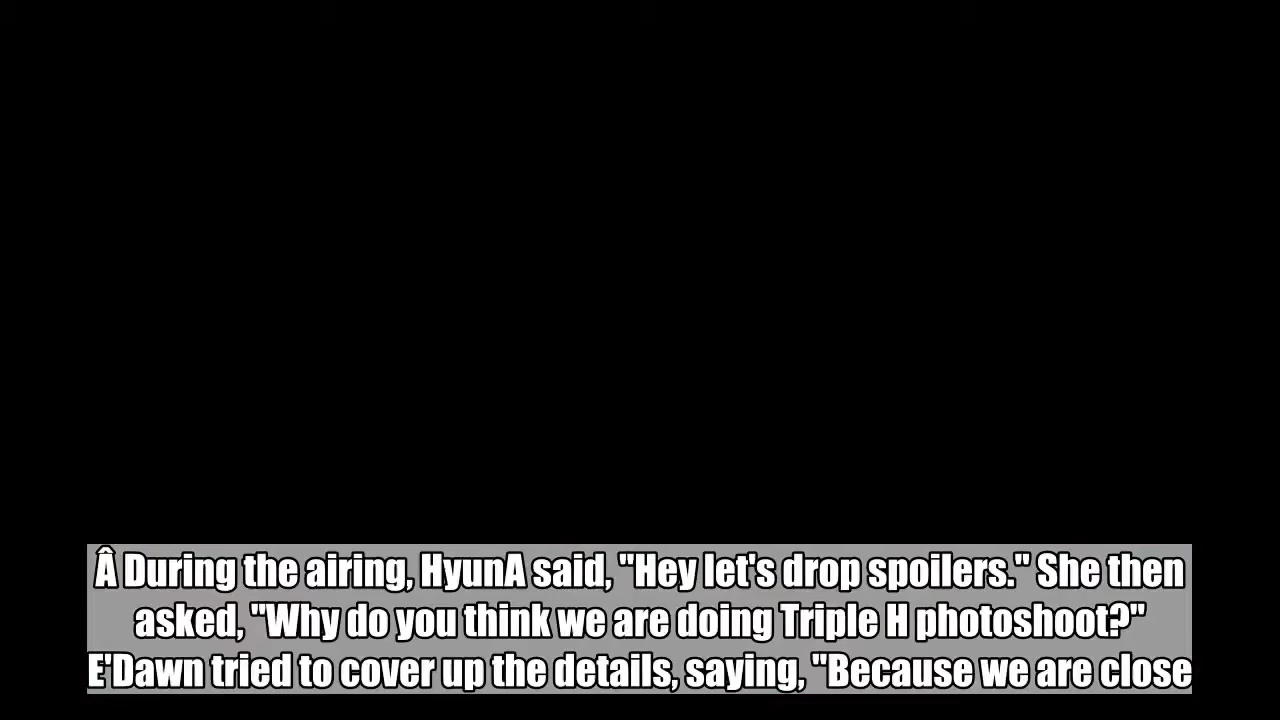 Â During the airing, HyunA said, "Hey let's drop spoilers." She then
asked, "Why do you think we are doing Triple H photoshoot?"
E'Dawn tried to cover up the details, saying, "Because we are close